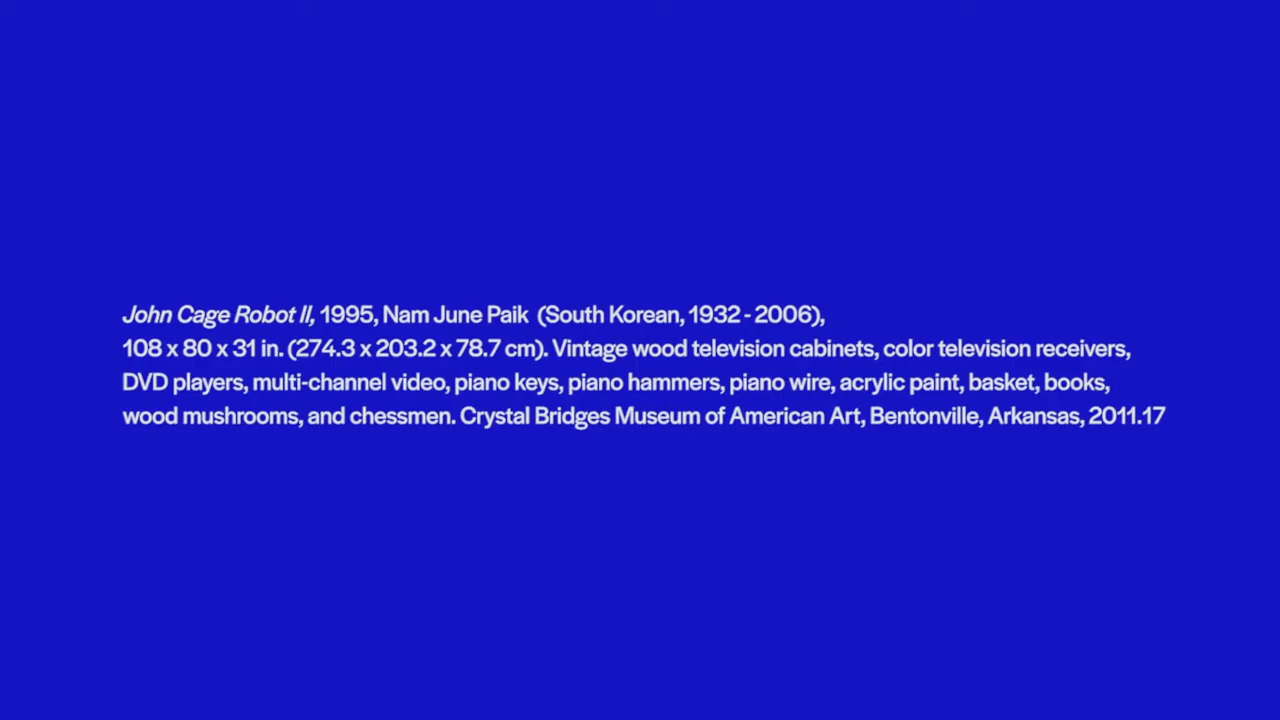 John Cage Robot II, 1995, Nam June Paik (South Korean, 1932 - 2006),
108 x 80 x 31 in. (274.3 x 203.2 x 78.7 cm). Vintage wood television cabinets, color television receivers,
DVD players, multi-channel video, piano keys, piano hammers, piano wire, acrylic paint, basket, books,
wood mushrooms, and chessmen. Crystal Bridges Museum of American Art, Bentonville, Arkansas, 2011.17